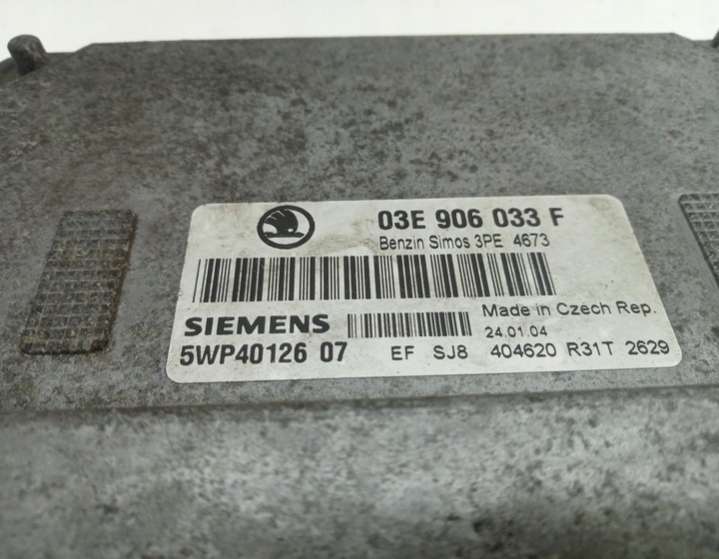 03E 906 033 F
Benzin Simos 3PE 4673
SIEMENS
Made in Czech Rep.
24.01.04
5WP40126 07 EF SJ8 404620 R31T 2629